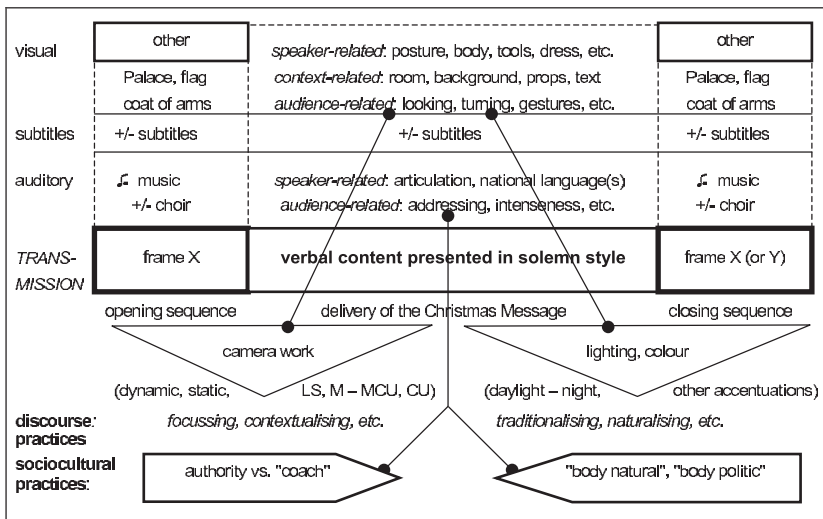 other other
visual speaker-related: posture, body, tools, dress, etc.
Palace, flag context-related: room, background, props, text Palace, flag
coat of arms audience-related: looking, turning, gestures, etc. coat of arms
subtitles +/- subtitles +/- subtitles +/- subtitles
auditory ♫ music speaker-related: articulation, national language(s) ♫ music
+/- choir audience-related: addressing, intenseness, etc. +/- choir
TRANS- frame X verbal content presented in solemn style frame X (or Y)
MISSION
opening sequence delivery of the Christmas Message closing sequence
camera work lighting, colour
(dynamic, static, LS, M – MCU, CU) (daylight – night, other accentuations)
discourse: focussing, contextualising, etc. traditionalising, naturalising, etc.
practices
sociocultural authority vs. "coach" "body natural", "body politic"
practices: